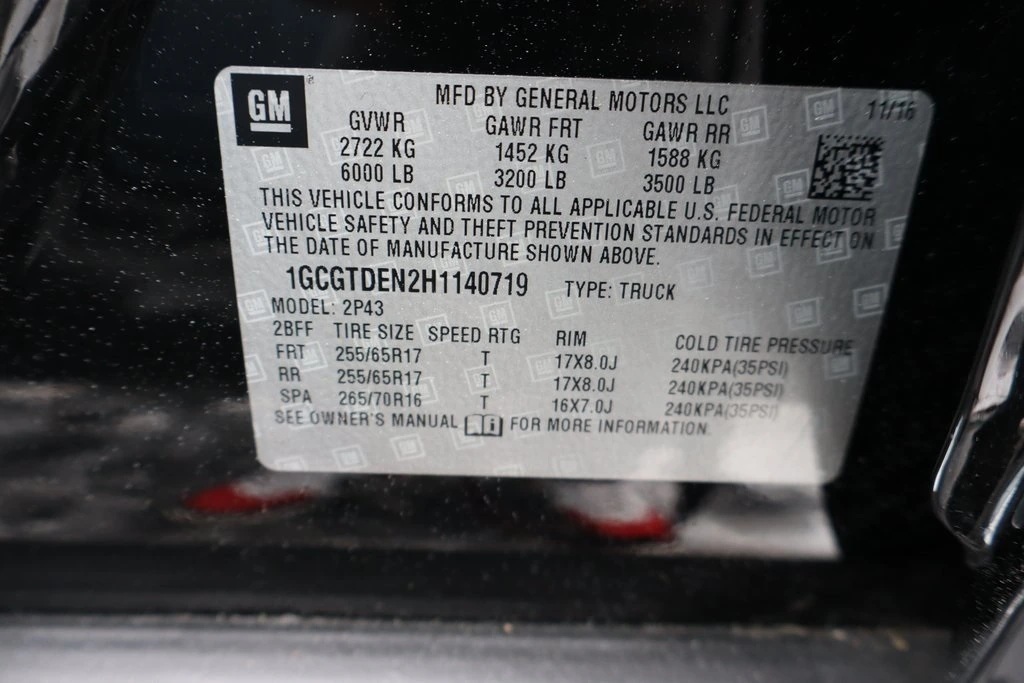 GM
MFD BY GENERAL MOTORS LLC 11/16
GVWR GAWR FRT GAWR RR
2722 KG 1452 KG 1588 KG
6000 LB 3200 LB 3500 LB
THIS VEHICLE CONFORMS TO ALL APPLICABLE U.S. FEDERAL MOTOR
VEHICLE SAFETY AND THEFT PREVENTION STANDARDS IN EFFECT ON
THE DATE OF MANUFACTURE SHOWN ABOVE.
1GCGTDEN2H1140719 TYPE: TRUCK
MODEL: 2P43
2BFF TIRE SIZE SPEED RTG RIM COLD TIRE PRESSURE
FRT 255/65R17 T 17X8.0J 240KPA(35PSI)
RR 255/65R17 T 17X8.0J 240KPA(35PSI)
SPA 265/70R16 T 16X7.0J 240KPA(35PSI)
SEE OWNER'S MANUAL FOR MORE INFORMATION.